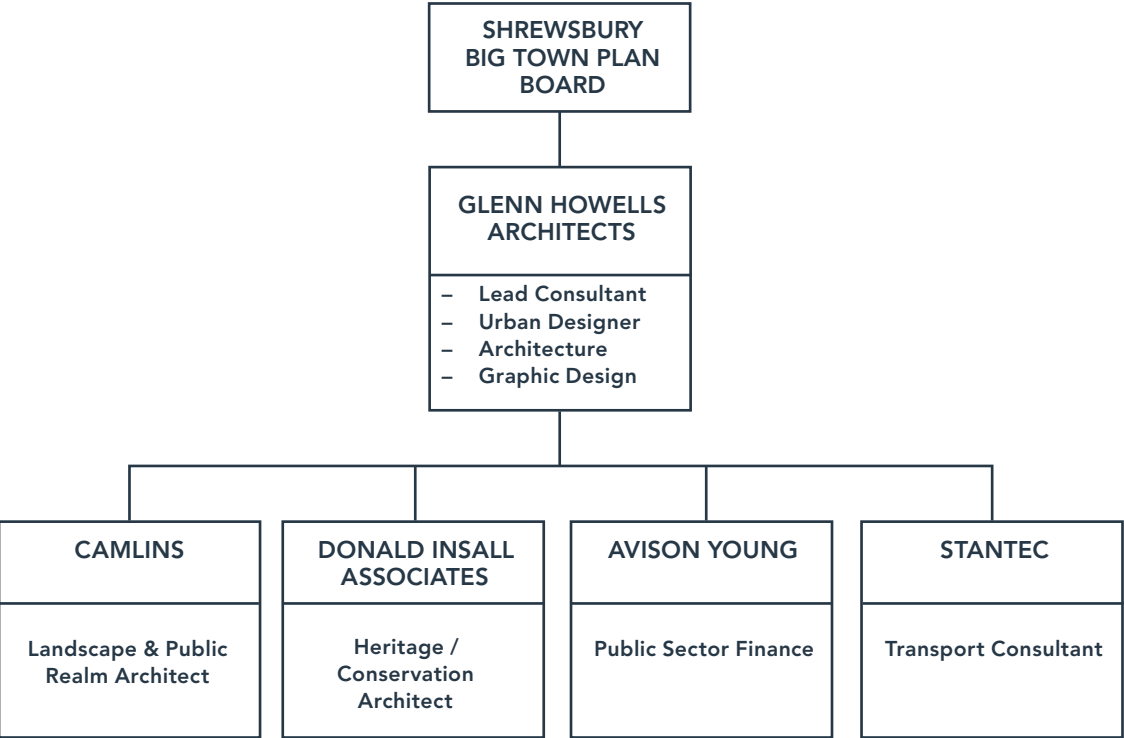 SHREWSBURY
BIG TOWN PLAN
BOARD
GLENN HOWELLS
ARCHITECTS
– Lead Consultant
– Urban Designer
– Architecture
– Graphic Design
CAMLINS
Landscape & Public
Realm Architect
DONALD INSALL
ASSOCIATES
Heritage /
Conservation
Architect
AVISON YOUNG
Public Sector Finance
STANTEC
Transport Consultant